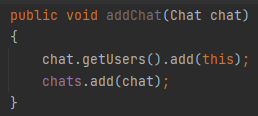 public void addChat(Chat chat)
{
    chat.getUsers().add(this);
    chats.add(chat);
}